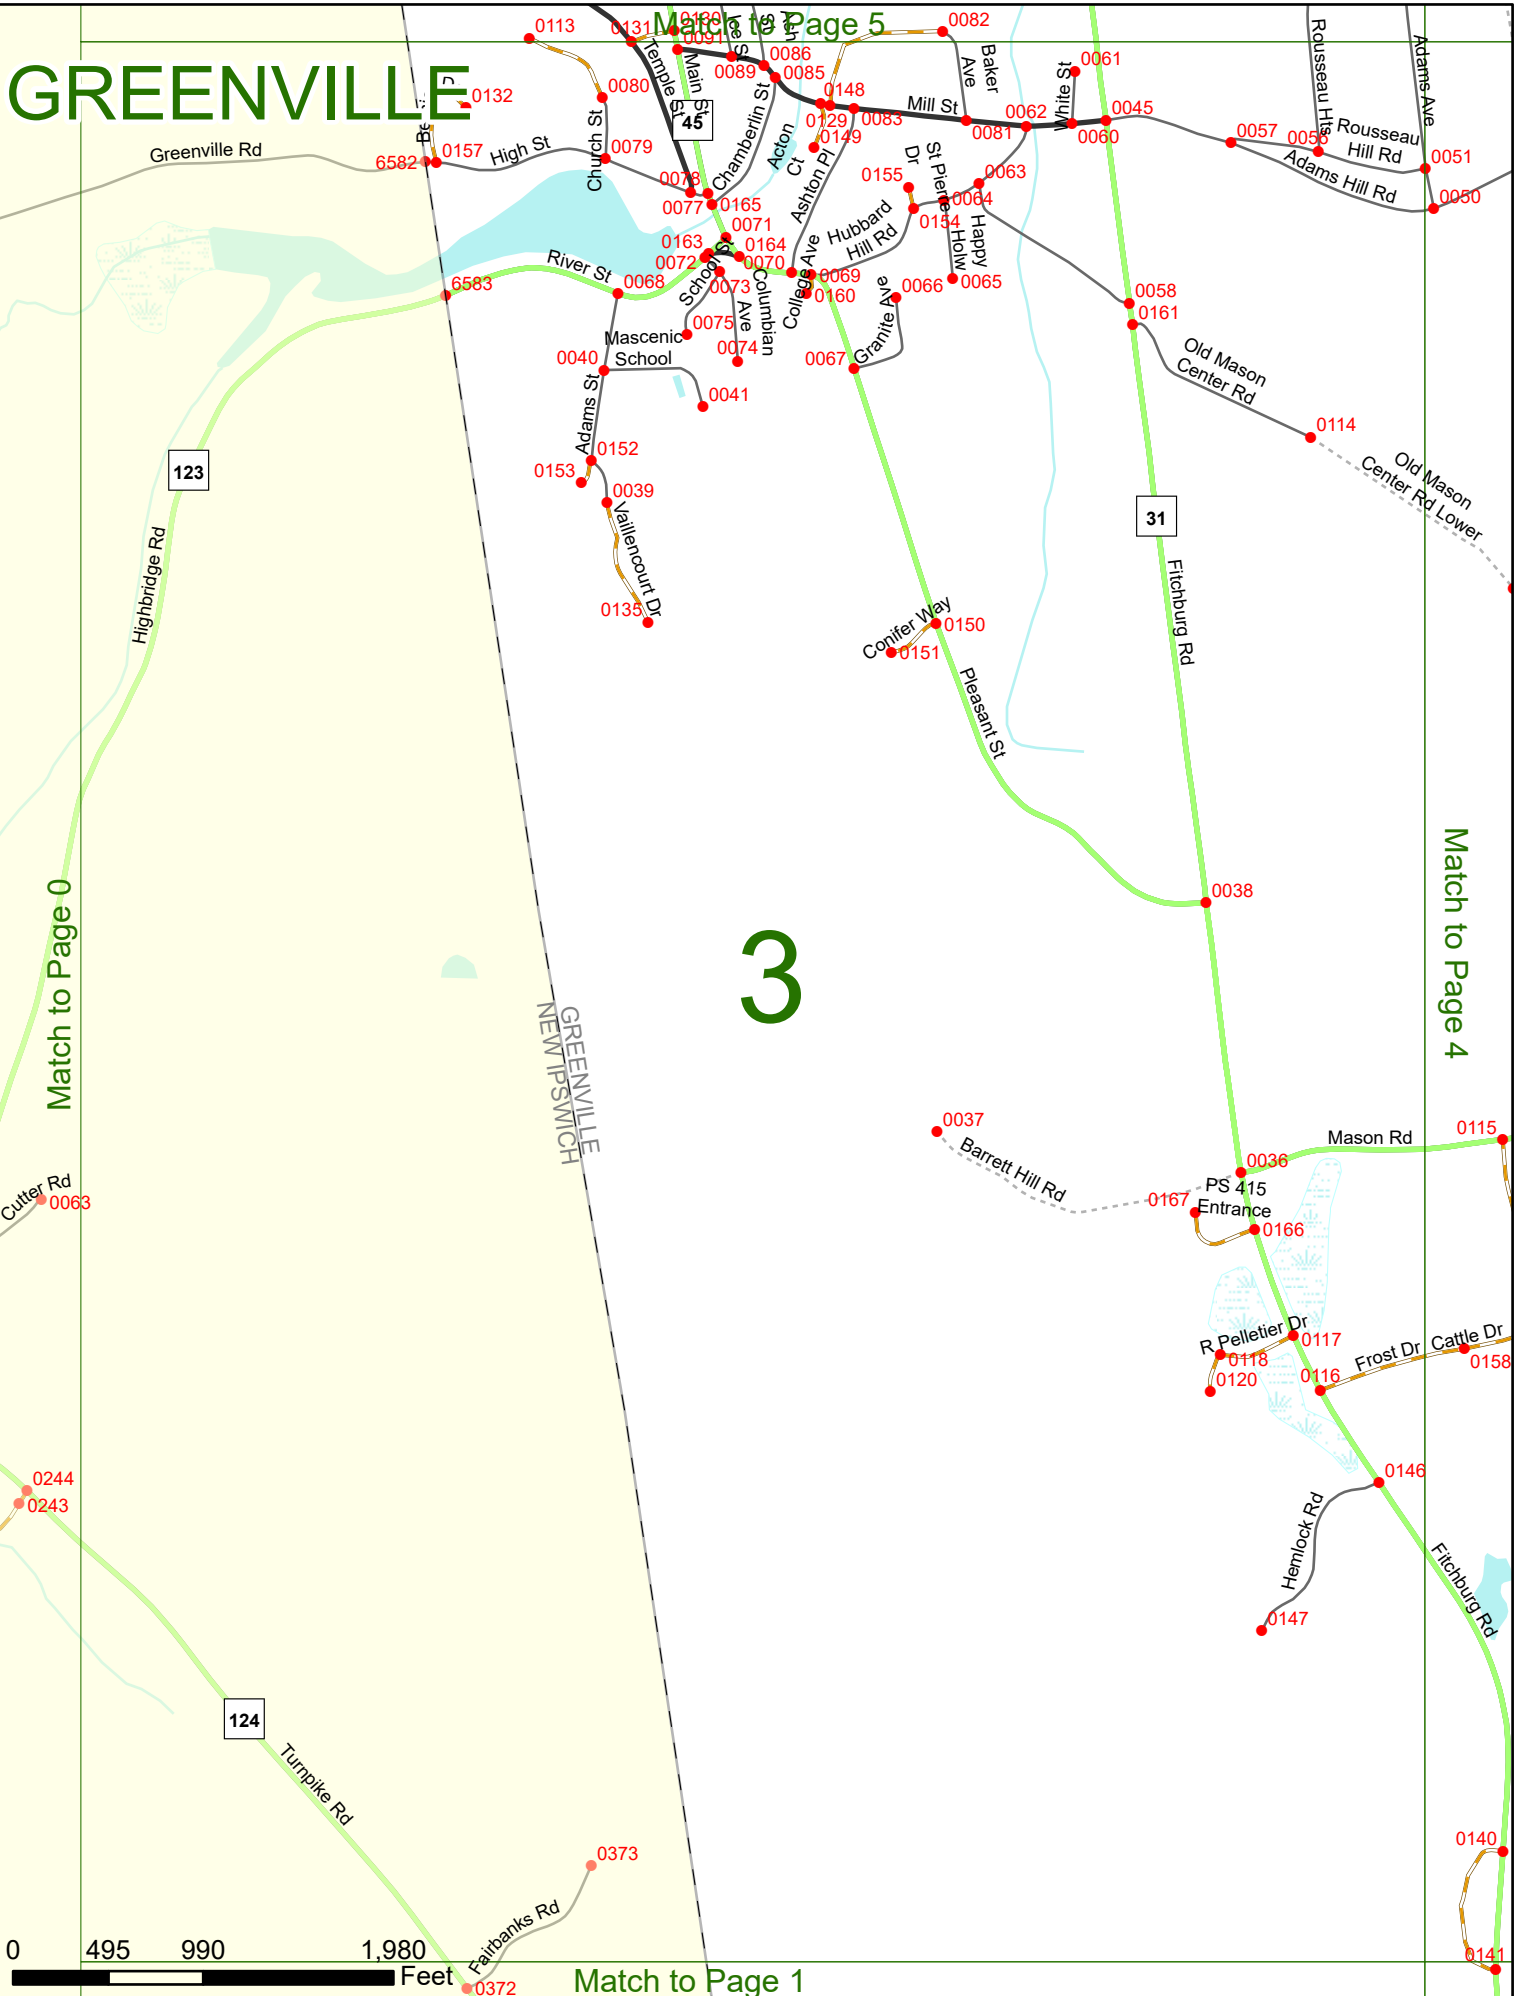 Match to Page 5
GREENVILLE
0113
0131
0130
0091
Ice St
Ash
St
0086
0089
0085
0082
Baker
Ave
0061
Rousseau Hts
Adams Ave
0132
0080
Temple St
Main St
45
Chamberlin St
0148
0129
0149
0083
Mill St
0081
0062
White St
0060
0045
0057
0056
Rousseau
Hill Rd
0051
Adams Hill Rd
0050
Greenville Rd
6582
0157
High St
Church St
0079
0078
0077
0165
Acton
Ct
Ashton Pl
0155
Dr
St Pierre
0063
0064
0154
Happy
Holw
0065
0071
0163
0072
School St
0164
0070
0073
Columbian
Ave
College Ave
0069
0160
Hubbard
Hill Rd
0066
Granite Ave
0067
0058
0161
Old Mason
Center Rd
0114
Old Mason
Center Rd Lower
6583
River St
0068
0075
0074
Mascenic
School
0040
0041
Adams St
0152
0153
0039
Vaillencourt Dr
0135
123
Highbridge Rd
31
Fitchburg Rd
Conifer Way
0150
0151
Pleasant St
0038
Match to Page 0
Match to Page 4
3
GREENVILLE
NEW IPSWICH
0037
Barrett Hill Rd
0036
Mason Rd
0115
PS 415
Entrance
0167
0166
Cutter Rd
0063
R Pelletier Dr
0117
0118
0120
0116
Frost Dr
Cattle Dr
0158
0146
Hemlock Rd
0147
Fitchburg Rd
0244
0243
124
Turnpike Rd
0373
Fairbanks Rd
0372
0140
0141
0
495
990
1,980
Feet
Match to Page 1